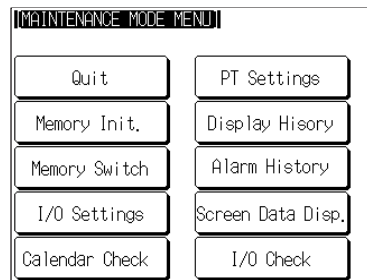 [MAINTENANCE MODE MENU]
Quit
PT Settings
Memory Init.
Display Hisory
Memory Switch
Alarm History
I/O Settings
Screen Data Disp.
Calendar Check
I/O Check